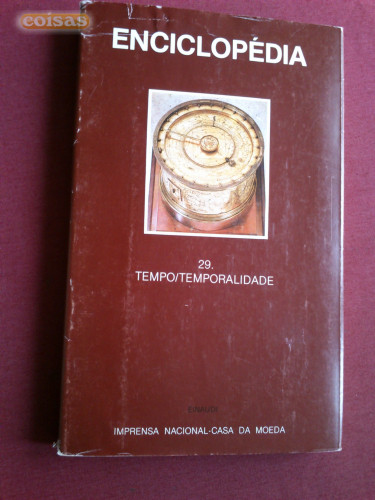 coisas
ENCICLOPÉDIA
29.
TEMPO/TEMPORALIDADE
EINAUDI
IMPRENSA NACIONAL-CASA DA MOEDA